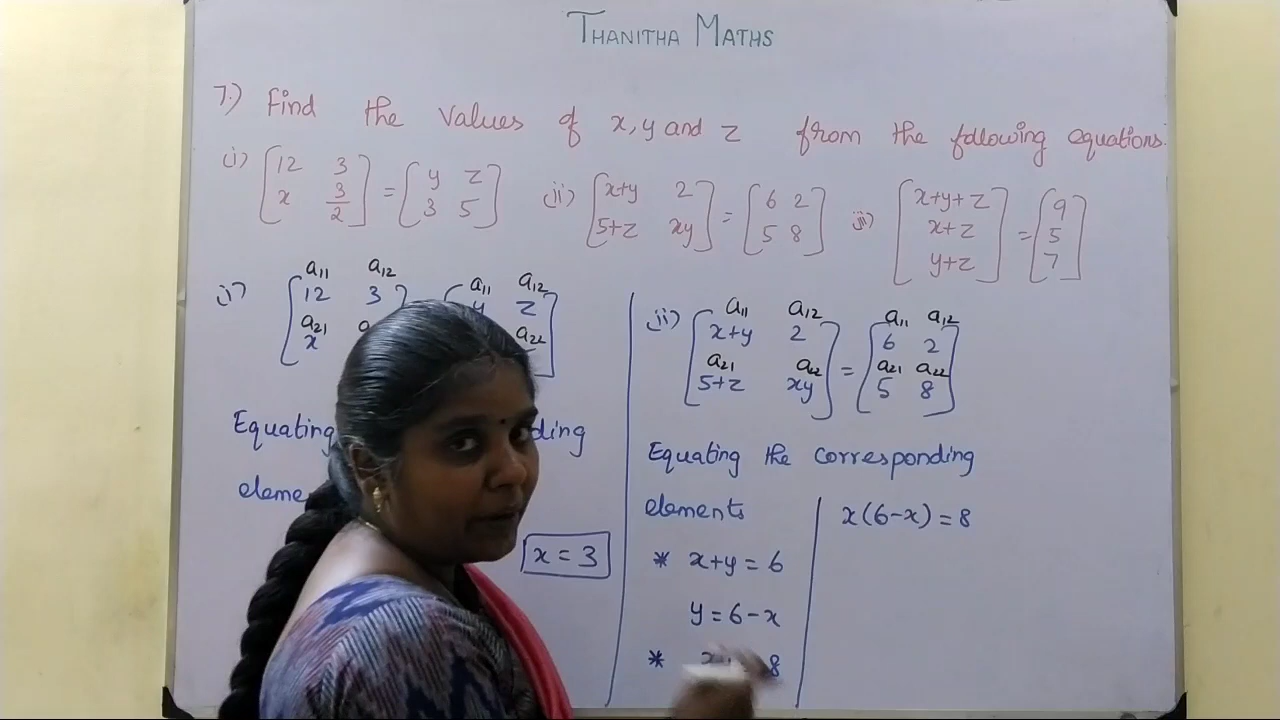 THANITHA MATHS
7.) Find the values of x, y and z from the following equations.
i) [12 3 = [y z
x 3/2] 3 5]
ii) [x+y 2 = [6 2
5+z xy] 5 8]
iii) [x+y+z = [9
x+z 5
y+z] 7]
i) a11 a12 a11 a12
12 3 z
a21 a22
x
Equating
eleme
x = 3
ii) a11 a12 a11 a12
x+y 2 = 6 2
a21 a22 a21 a22
5+z xy 5 8
Equating the corresponding
elements
* x+y = 6
y = 6-x
* 8
x(6-x) = 8